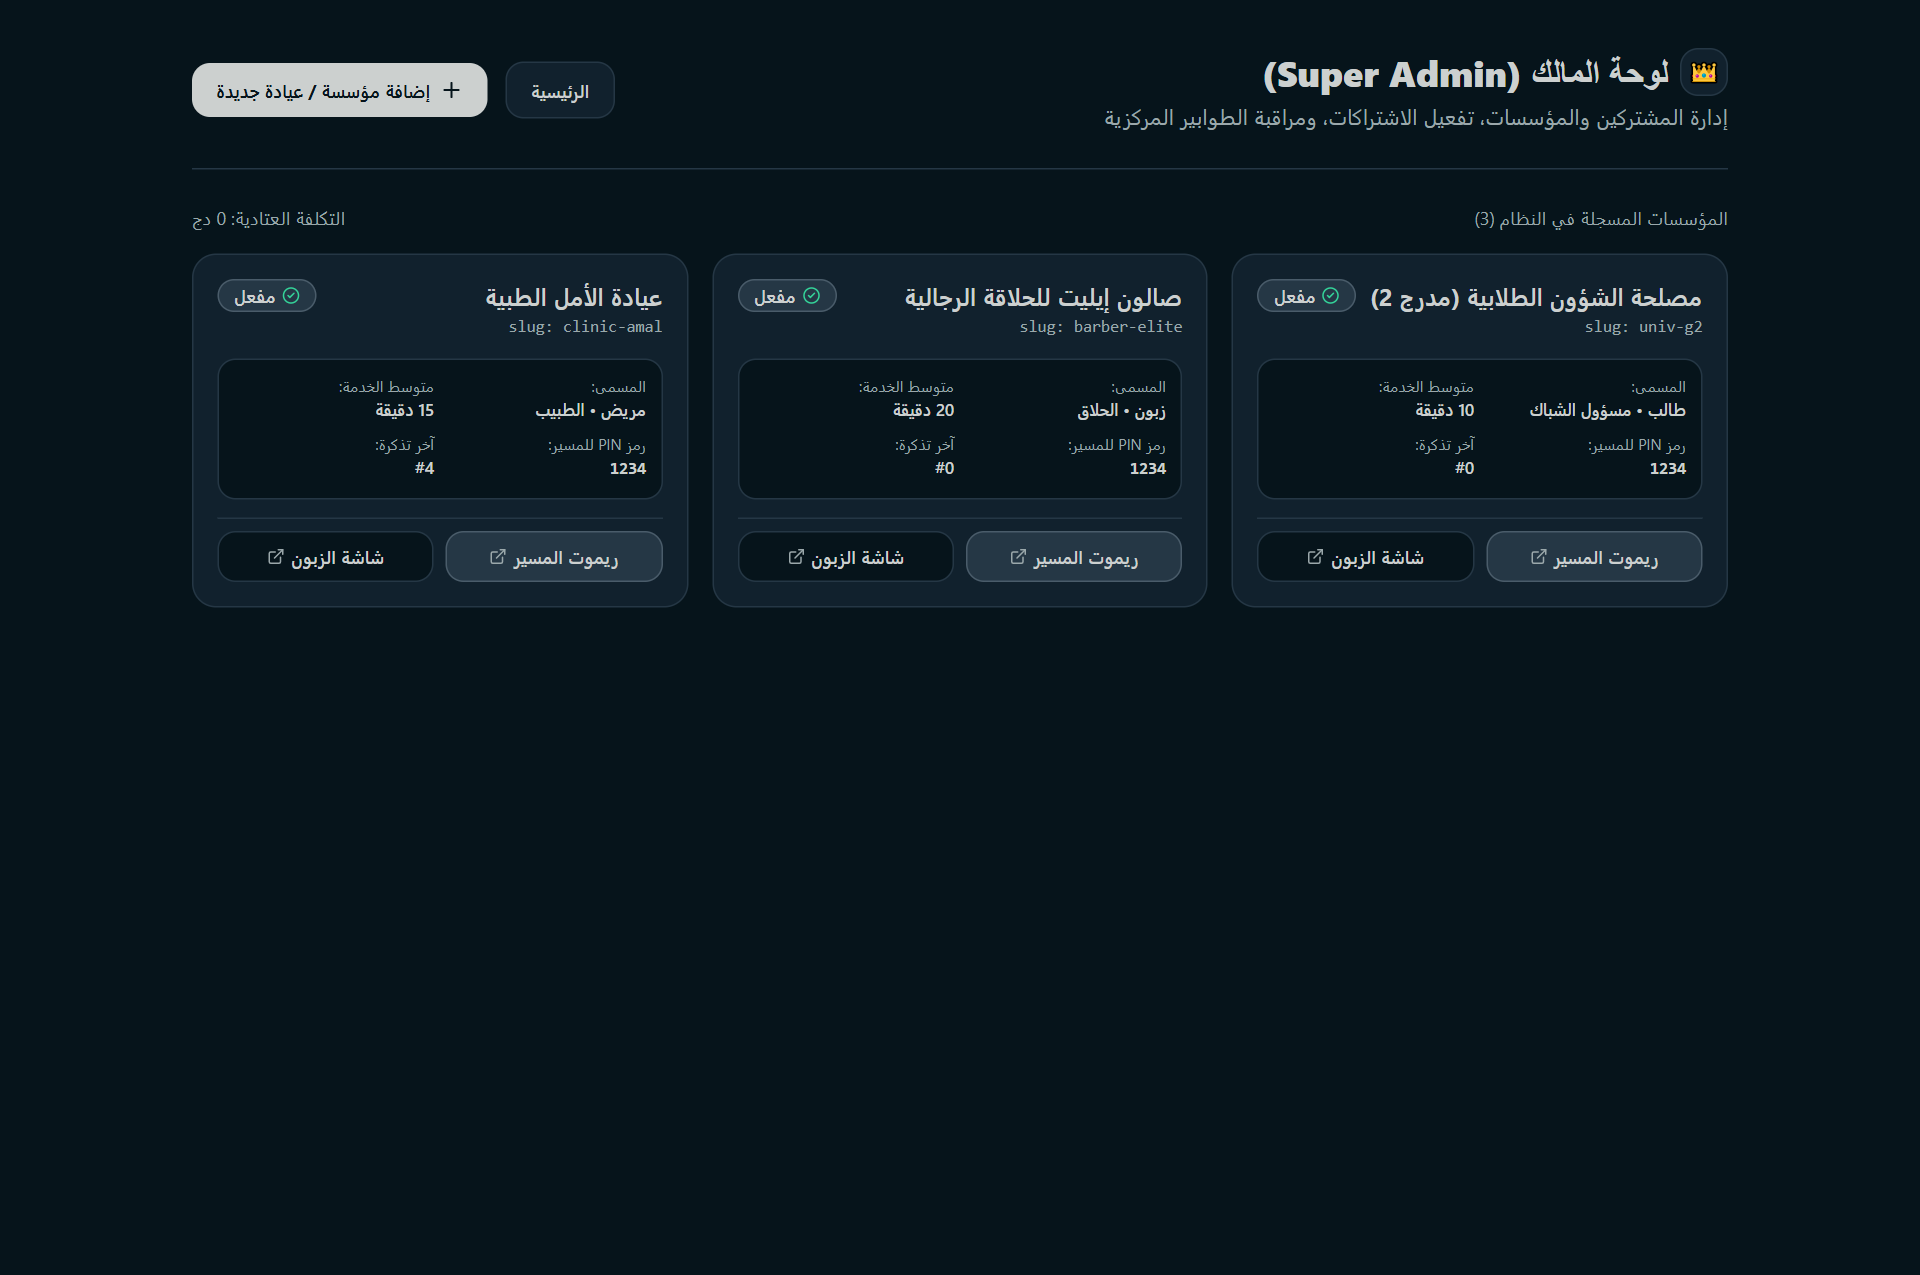 لوحة المالك (Super Admin)
إدارة المشتركين والمؤسسات، تفعيل الاشتراكات، ومراقبة الطوابير المركزية
الرئيسية
إضافة مؤسسة / عيادة جديدة
المؤسسات المسجلة في النظام (3)
التكلفة العتادية: 0 دج
مصلحة الشؤون الطلابية (مدرج 2)
مفعل
slug: univ-g2
المسمى:
طالب • مسؤول الشباك
متوسط الخدمة:
10 دقيقة
رمز PIN للمسير:
1234
آخر تذكرة:
#0
ريموت المسير
شاشة الزبون
صالون إيليت للحلاقة الرجالية
مفعل
slug: barber-elite
المسمى:
زبون • الحلاق
متوسط الخدمة:
20 دقيقة
رمز PIN للمسير:
1234
آخر تذكرة:
#0
ريموت المسير
شاشة الزبون
عيادة الأمل الطبية
مفعل
slug: clinic-amal
المسمى:
مريض • الطبيب
متوسط الخدمة:
15 دقيقة
رمز PIN للمسير:
1234
آخر تذكرة:
#4
ريموت المسير
شاشة الزبون